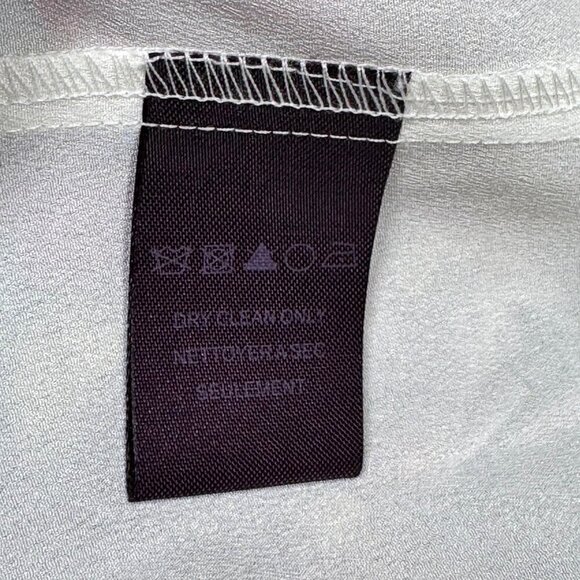 DRY CLEAN ONLY
NETTOYER A SEC
SEULEMENT